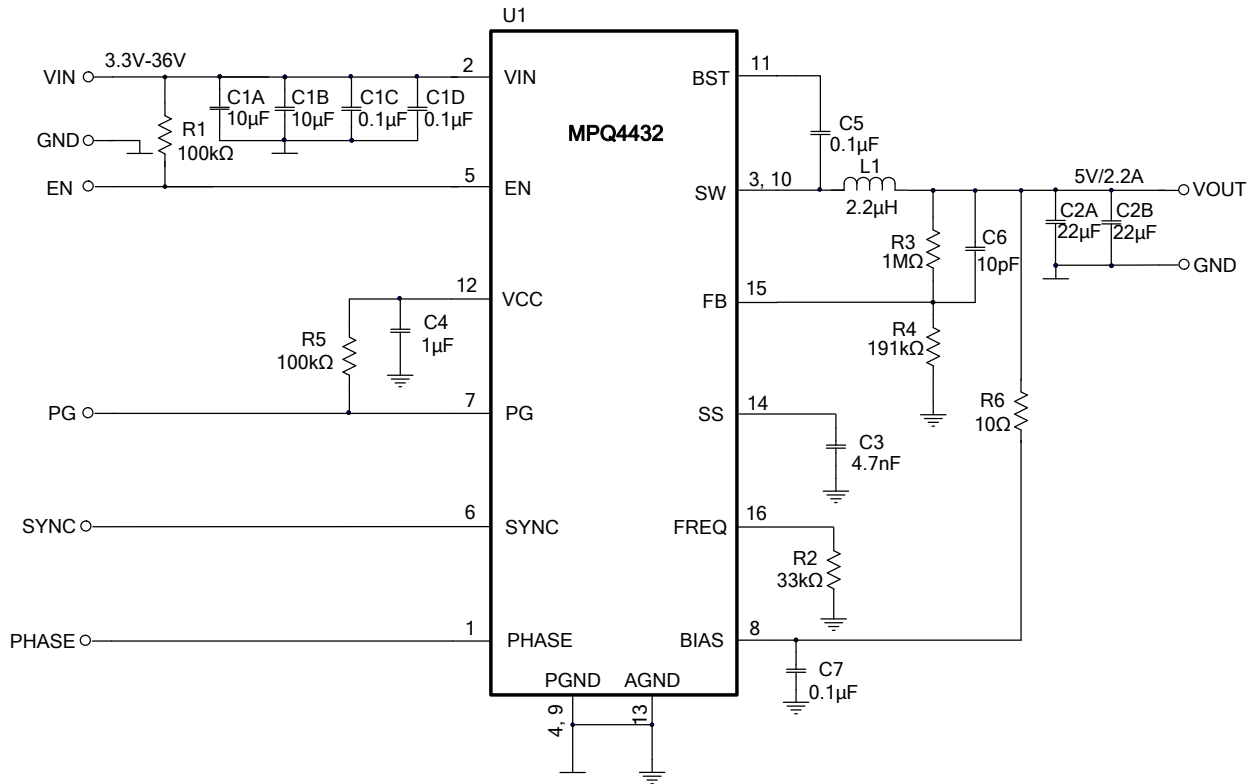 U1
MPQ4432
VIN
3.3V-36V
2
VIN
C1A
10µF
C1B
10µF
C1C
0.1µF
C1D
0.1µF
R1
100kΩ
GND
EN
5
EN
12
VCC
C4
1µF
R5
100kΩ
PG
7
PG
SYNC
6
SYNC
PHASE
1
PHASE
PGND
AGND
4, 9
13
BST
11
C5
0.1µF
SW
3, 10
L1
2.2µH
5V/2.2A
VOUT
C2A
22µF
C2B
22µF
GND
R3
1MΩ
C6
10pF
FB
15
R4
191kΩ
SS
14
C3
4.7nF
R6
10Ω
FREQ
16
R2
33kΩ
BIAS
8
C7
0.1µF